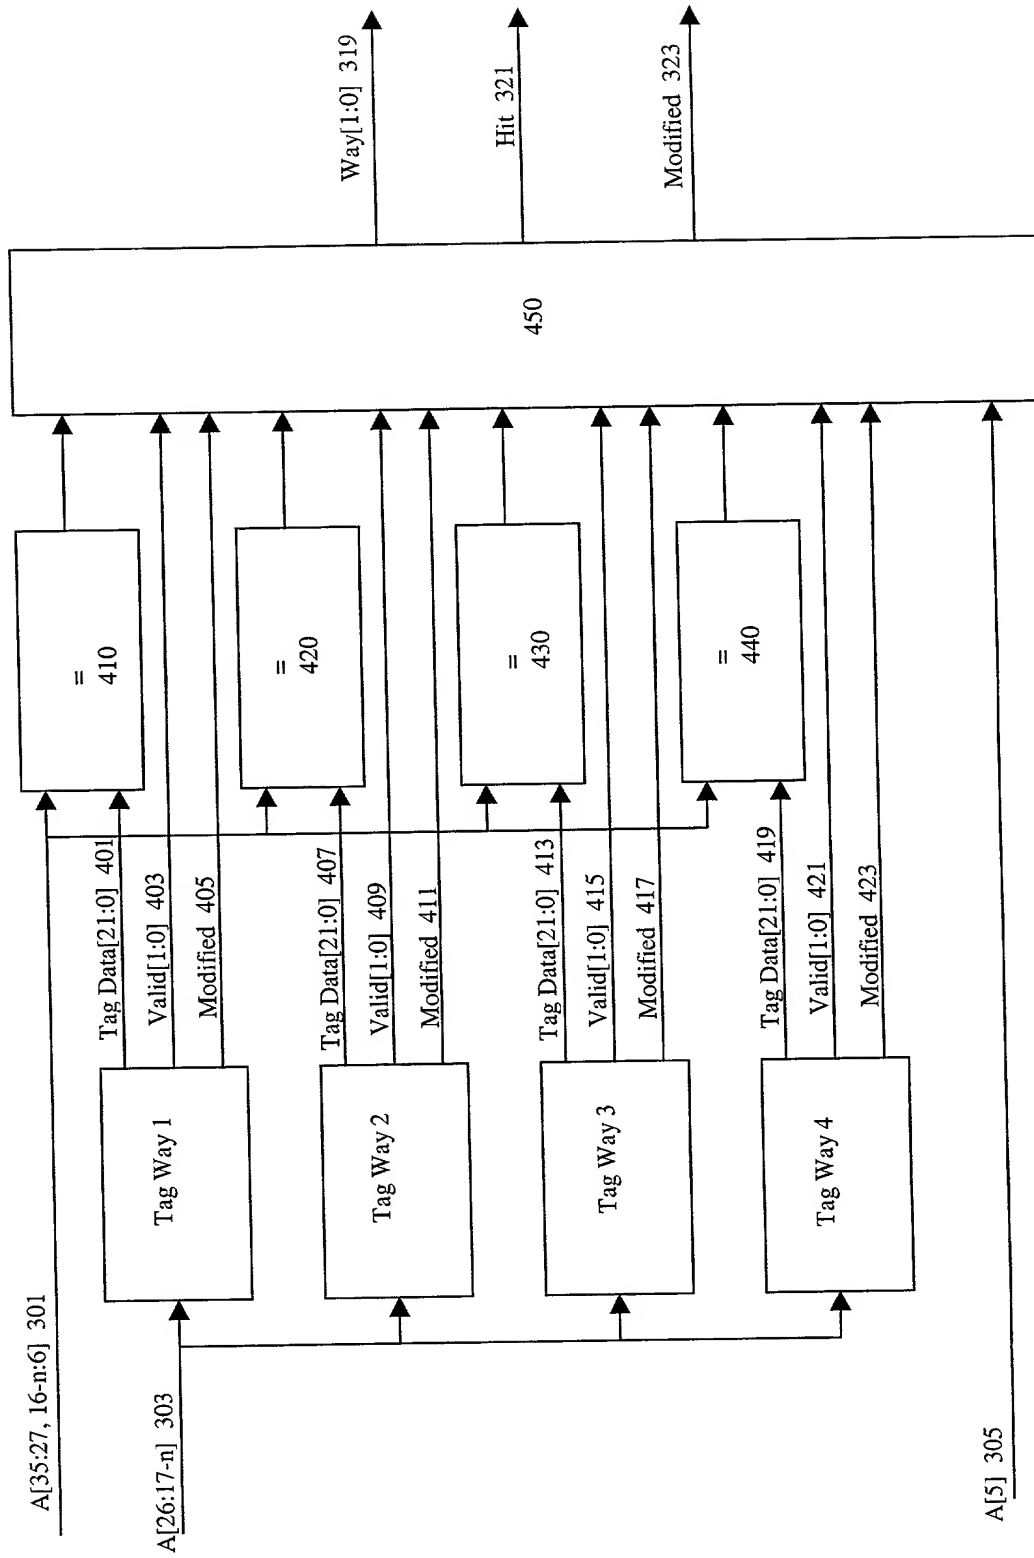 A[35:27, 16-n:6] 301
A[26:17-n] 303
A[5] 305
Tag Way 1
Tag Way 2
Tag Way 3
Tag Way 4
Tag Data[21:0] 401
Valid[1:0] 403
Modified 405
Tag Data[21:0] 407
Valid[1:0] 409
Modified 411
Tag Data[21:0] 413
Valid[1:0] 415
Modified 417
Tag Data[21:0] 419
Valid[1:0] 421
Modified 423
=
410
=
420
=
430
=
440
450
Way[1:0] 319
Hit 321
Modified 323